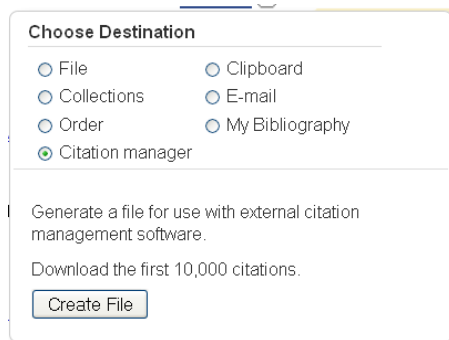 Choose Destination
File
Clipboard
Collections
E-mail
Order
My Bibliography
Citation manager
Generate a file for use with external citation
management software.
Download the first 10,000 citations.
Create File